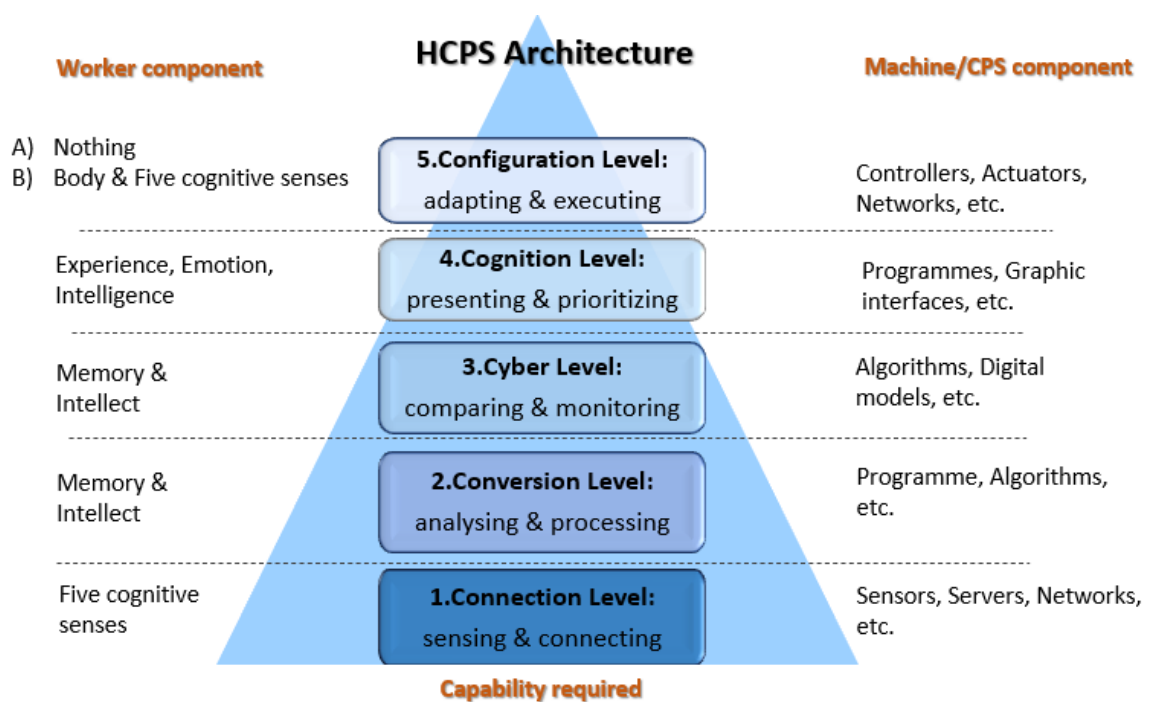 HCPS Architecture
Worker component
Machine/CPS component
A) Nothing
B) Body & Five cognitive senses
5.Configuration Level:
adapting & executing
Controllers, Actuators,
Networks, etc.
Experience, Emotion,
Intelligence
4.Cognition Level:
presenting & prioritizing
Programmes, Graphic
interfaces, etc.
Memory &
Intellect
3.Cyber Level:
comparing & monitoring
Algorithms, Digital
models, etc.
Memory &
Intellect
2.Conversion Level:
analysing & processing
Programme, Algorithms,
etc.
Five cognitive
senses
1.Connection Level:
sensing & connecting
Sensors, Servers, Networks,
etc.
Capability required